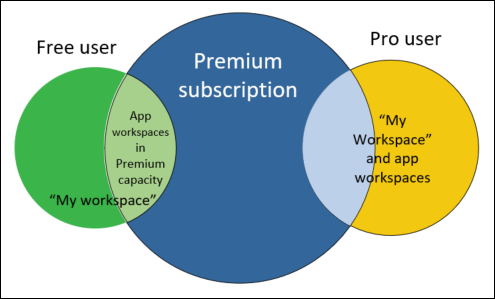 Free user
Premium
subscription
Pro user
App
workspaces
in
Premium
capacity
“My workspace”
“My
Workspace”
and app
workspaces